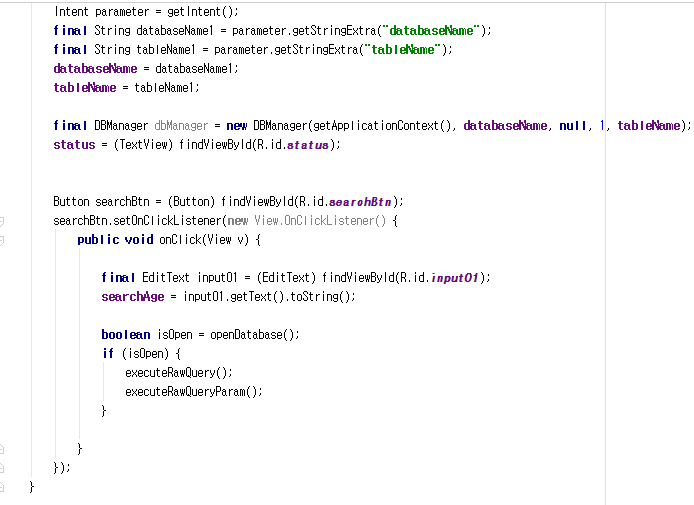 Intent parameter = getIntent();
final String databaseName1 = parameter.getStringExtra("databaseName");
final String tableName1 = parameter.getStringExtra("tableName");
databaseName = databaseName1;
tableName = tableName1;
final DBManager dbManager = new DBManager(getApplicationContext(), databaseName, null, 1, tableName);
status = (TextView) findViewById(R.id.status);
Button searchBtn = (Button) findViewById(R.id.searchBtn);
searchBtn.setOnClickListener(new View.OnClickListener() {
public void onClick(View v) {
final EditText input01 = (EditText) findViewById(R.id.input01);
searchAge = input01.getText().toString();
boolean isOpen = openDatabase();
if (isOpen) {
executeRawQuery();
executeRawQueryParam();
}
}
});
}